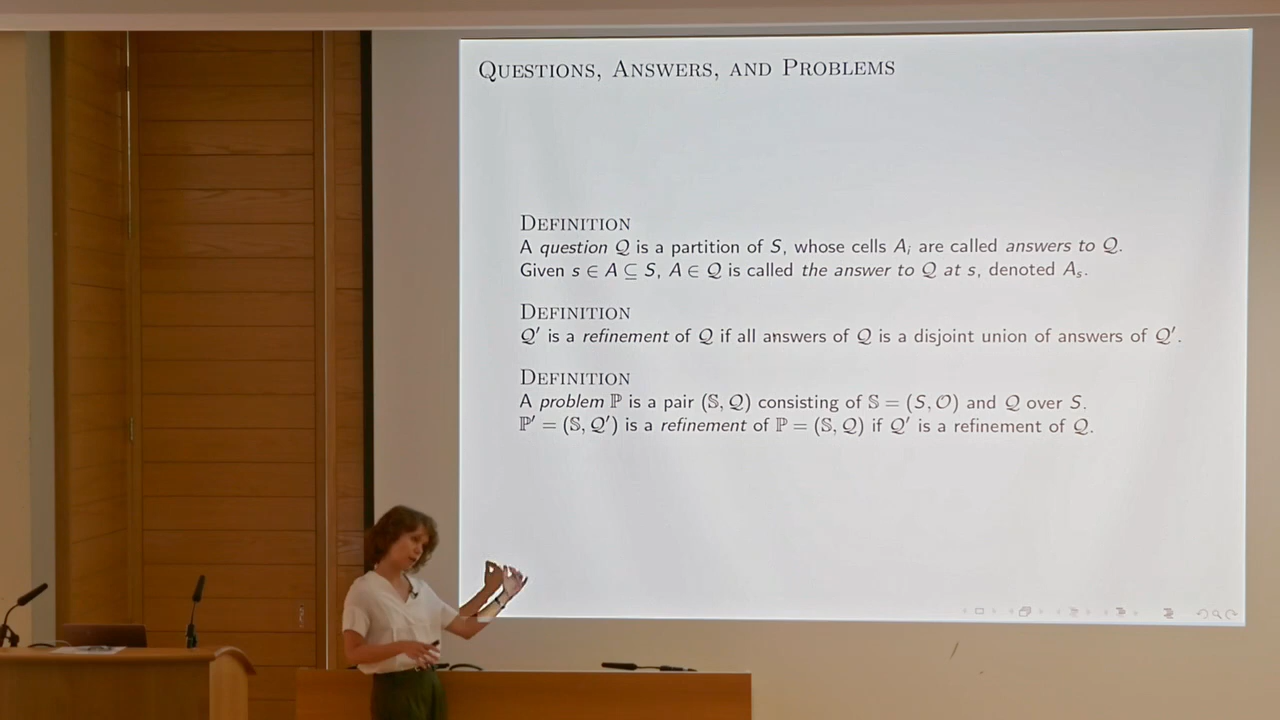 QUESTIONS, ANSWERS, AND PROBLEMS
DEFINITION
A question 𝒬 is a partition of S, whose cells Aᵢ are called answers to 𝒬.
Given s ∈ A ⊆ S, A ∈ 𝒬 is called the answer to 𝒬 at s, denoted Aₛ.
DEFINITION
𝒬′ is a refinement of 𝒬 if all answers of 𝒬 is a disjoint union of answers of 𝒬′.
DEFINITION
A problem ℙ is a pair (𝕊, 𝒬) consisting of 𝕊 = (S, 𝒪) and 𝒬 over S.
ℙ′ = (𝕊, 𝒬′) is a refinement of ℙ = (𝕊, 𝒬) if 𝒬′ is a refinement of 𝒬.